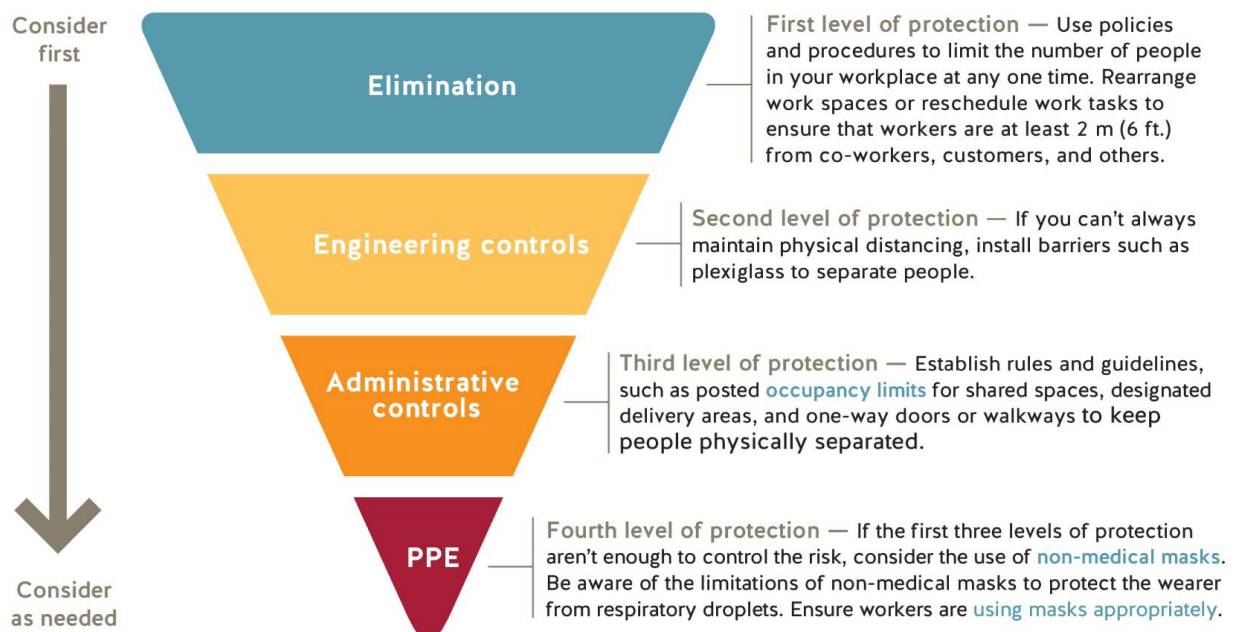 Consider
first
Elimination
First level of protection — Use policies
and procedures to limit the number of people
in your workplace at any one time. Rearrange
work spaces or reschedule work tasks to
ensure that workers are at least 2 m (6 ft.)
from co-workers, customers, and others.
Engineering controls
Second level of protection — If you can’t always
maintain physical distancing, install barriers such as
plexiglass to separate people.
Administrative
controls
Third level of protection — Establish rules and guidelines,
such as posted occupancy limits for shared spaces, designated
delivery areas, and one-way doors or walkways to keep
people physically separated.
PPE
Fourth level of protection — If the first three levels of protection
aren’t enough to control the risk, consider the use of non-medical masks.
Be aware of the limitations of non-medical masks to protect the wearer
from respiratory droplets. Ensure workers are using masks appropriately.
Consider
as needed